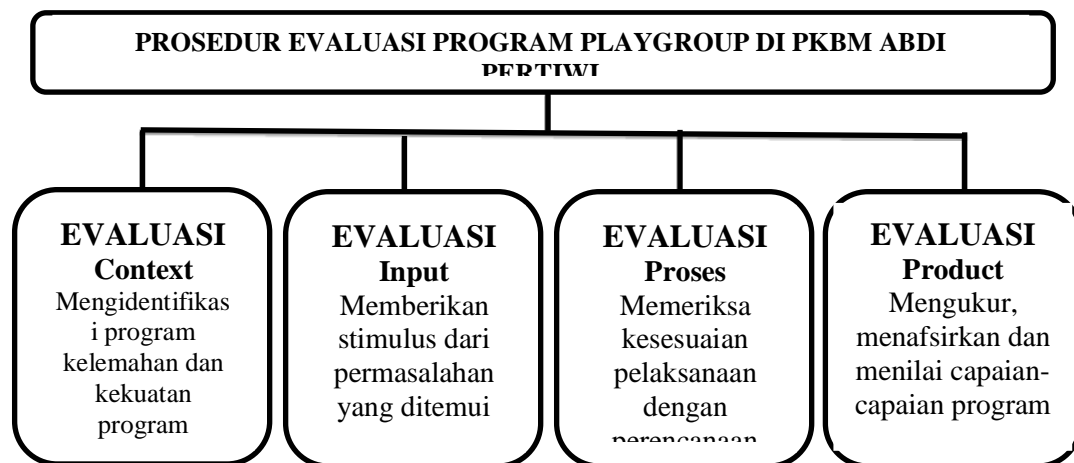 PROSEDUR EVALUASI PROGRAM PLAYGROUP DI PKBM ABDI
PERTIWI
EVALUASI
Context
Mengidentifikas
i program
kelemahan dan
kekuatan
program
EVALUASI
Input
Memberikan
stimulus dari
permasalahan
yang ditemui
EVALUASI
Proses
Memeriksa
kesesuaian
pelaksanaan
dengan
perencanaan
EVALUASI
Product
Mengukur,
menafsirkan dan
menilai capaian-
capaian program